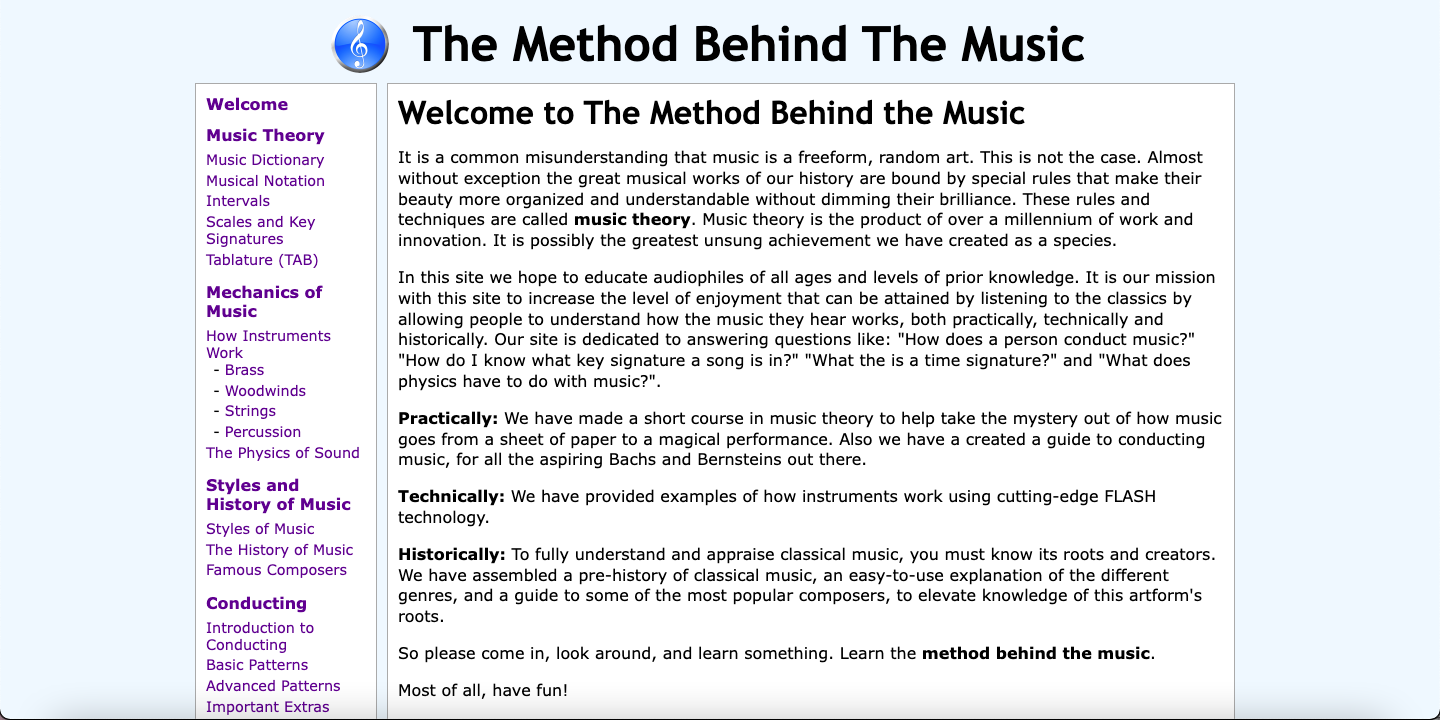 The Method Behind The Music
Welcome
Music Theory
Music Dictionary
Musical Notation
Intervals
Scales and Key
Signatures
Tablature (TAB)
Mechanics of
Music
How Instruments
Work
- Brass
- Woodwinds
- Strings
- Percussion
The Physics of Sound
Styles and
History of Music
Styles of Music
The History of Music
Famous Composers
Conducting
Introduction to
Conducting
Basic Patterns
Advanced Patterns
Important Extras
Welcome to The Method Behind the Music
It is a common misunderstanding that music is a freeform, random art. This is not the case. Almost
without exception the great musical works of our history are bound by special rules that make their
beauty more organized and understandable without dimming their brilliance. These rules and
techniques are called music theory. Music theory is the product of over a millennium of work and
innovation. It is possibly the greatest unsung achievement we have created as a species.
In this site we hope to educate audiophiles of all ages and levels of prior knowledge. It is our mission
with this site to increase the level of enjoyment that can be attained by listening to the classics by
allowing people to understand how the music they hear works, both practically, technically and
historically. Our site is dedicated to answering questions like: "How does a person conduct music?"
"How do I know what key signature a song is in?" "What the is a time signature?" and "What does
physics have to do with music?".
Practically: We have made a short course in music theory to help take the mystery out of how music
goes from a sheet of paper to a magical performance. Also we have a created a guide to conducting
music, for all the aspiring Bachs and Bernsteins out there.
Technically: We have provided examples of how instruments work using cutting-edge FLASH
technology.
Historically: To fully understand and appraise classical music, you must know its roots and creators.
We have assembled a pre-history of classical music, an easy-to-use explanation of the different
genres, and a guide to some of the most popular composers, to elevate knowledge of this artform's
roots.
So please come in, look around, and learn something. Learn the method behind the music.
Most of all, have fun!